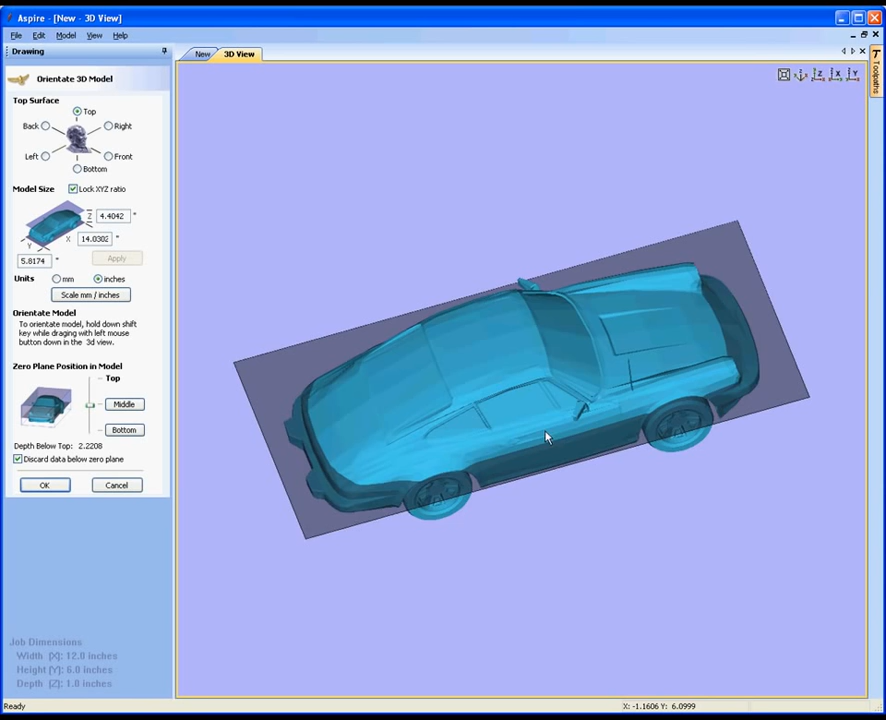 Aspire - [New - 3D View]
File Edit Model View Help
Drawing
New 3D View
Orientate 3D Model
Top Surface
Top
Back Right
Left Front
Bottom
Model Size Lock XYZ ratio
Z 4.4042 "
Y X 14.0302 "
5.8174 " Apply
Units mm inches
Scale mm / inches
Orientate Model
To orientate model, hold down shift
key while draging with left mouse
button down in the 3d view.
Zero Plane Position in Model
Top
Middle
Bottom
Depth Below Top: 2.2208
Discard data below zero plane
OK Cancel
Job Dimensions
Width (X): 12.0 inches
Height (Y): 6.0 inches
Depth (Z): 1.0 inches
Z X Y
Toolpaths
Ready X: -1.1606 Y: 6.0999